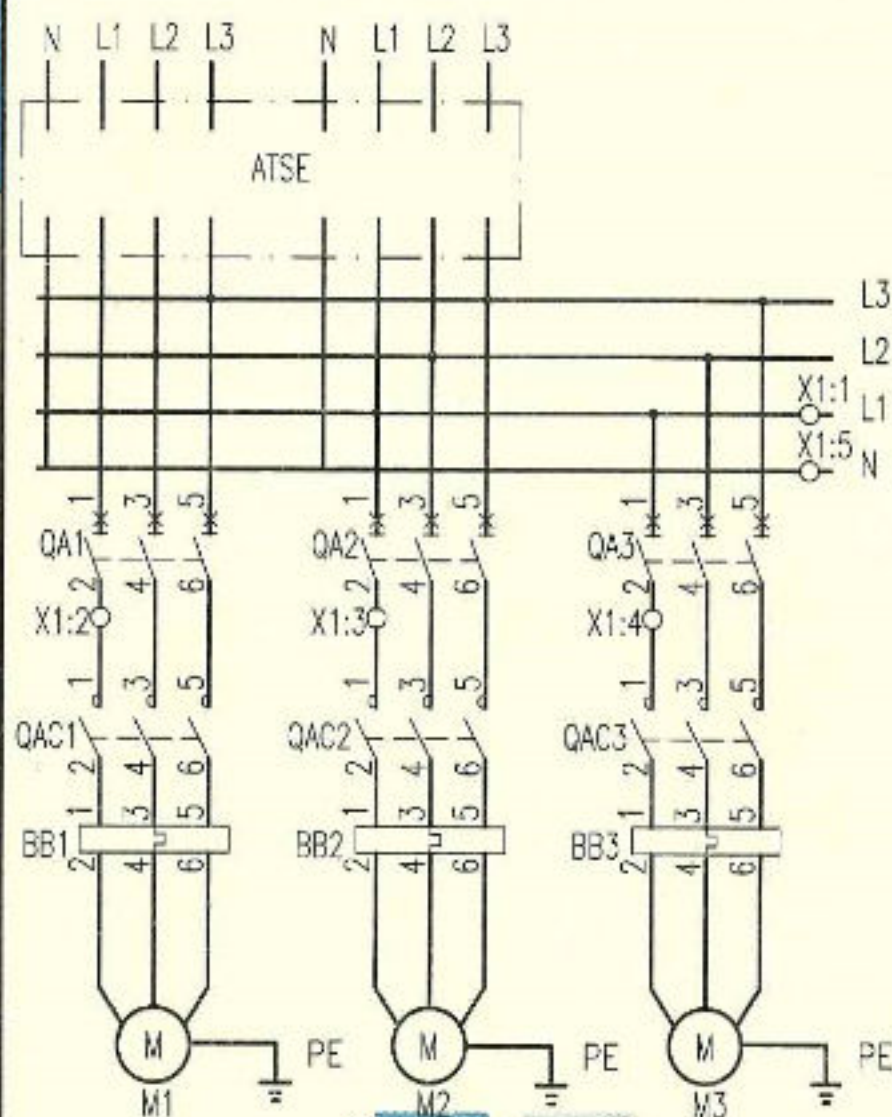 N L1 L2 L3 N L1 L2 L3
ATSE
L3
L2
X1:1 L1
X1:5 N
1 3 5 1 3 5 1 3 5
QA1 QA2 QA3
2 4 6 2 4 6 2 4 6
X1:2 X1:3 X1:4
1 3 5 1 3 5 1 3 5
QAC1 QAC2 QAC3
2 4 6 2 4 6 2 4 6
1 3 5 1 3 5 1 3 5
BB1 BB2 BB3
2 4 6 2 4 6 2 4 6
M PE M PE M PE
M1 M2 M3